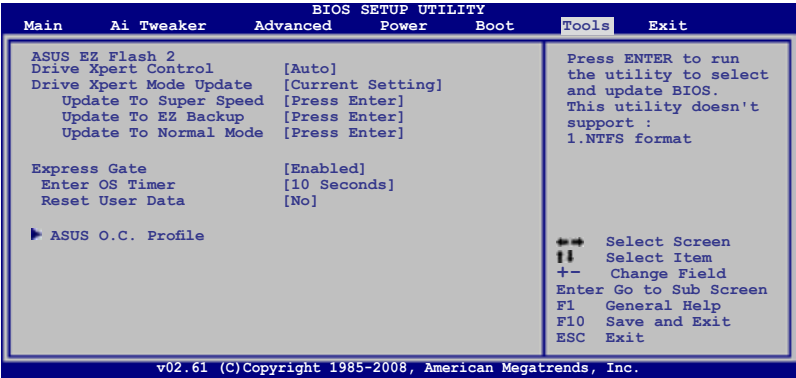 BIOS SETUP UTILITY
Main Ai Tweaker Advanced Power Boot Tools Exit
ASUS EZ Flash 2
Drive Xpert Control [Auto]
Drive Xpert Mode Update [Current Setting]
Update To Super Speed [Press Enter]
Update To EZ Backup [Press Enter]
Update To Normal Mode [Press Enter]
Express Gate [Enabled]
Enter OS Timer [10 Seconds]
Reset User Data [No]
ASUS O.C. Profile
Press ENTER to run
the utility to select
and update BIOS.
This utility doesn't
support :
1.NTFS format
Select Screen
Select Item
+- Change Field
Enter Go to Sub Screen
F1 General Help
F10 Save and Exit
ESC Exit
v02.61 (C)Copyright 1985-2008, American Megatrends, Inc.